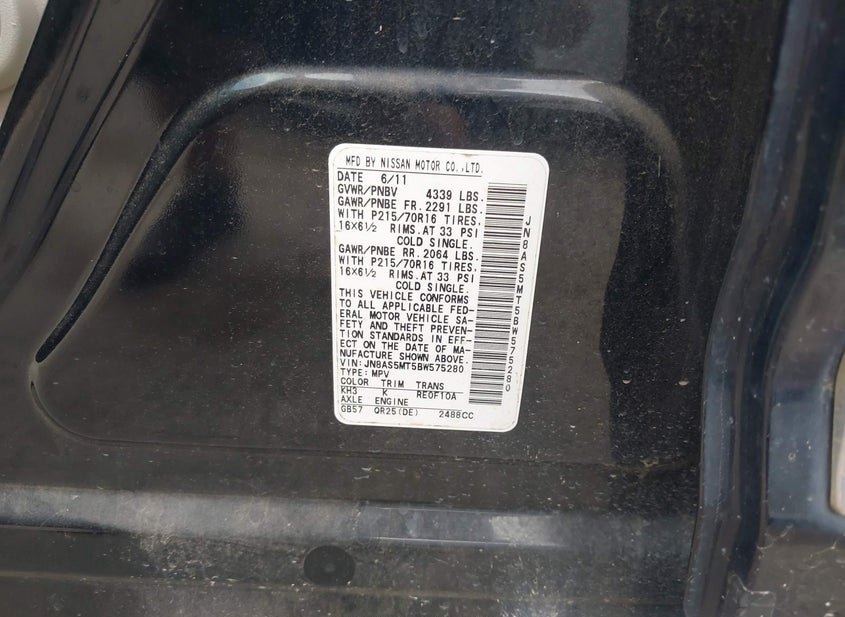 MFD BY NISSAN MOTOR CO.,LTD.
DATE 6/11
GVWR/PNBV 4339 LBS.
GAWR/PNBE FR.2291 LBS.
WITH P215/70R16 TIRES.
16X6½ RIMS.AT 33 PSI
COLD SINGLE.
GAWR/PNBE RR.2064 LBS.
WITH P215/70R16 TIRES.
16X6½ RIMS.AT 33 PSI
COLD SINGLE.
THIS VEHICLE CONFORMS
TO ALL APPLICABLE FED-
ERAL MOTOR VEHICLE SA-
FETY AND THEFT PREVEN-
TION STANDARDS IN EFF-
ECT ON THE DATE OF MA-
NUFACTURE SHOWN ABOVE.
VIN:JN8AS5MT5BW575280
TYPE:MPV
COLOR TRIM TRANS
KH3 K RE0F10A
AXLE ENGINE
GB57 QR25(DE) 2488CC
JN8AS5MT5BW575280